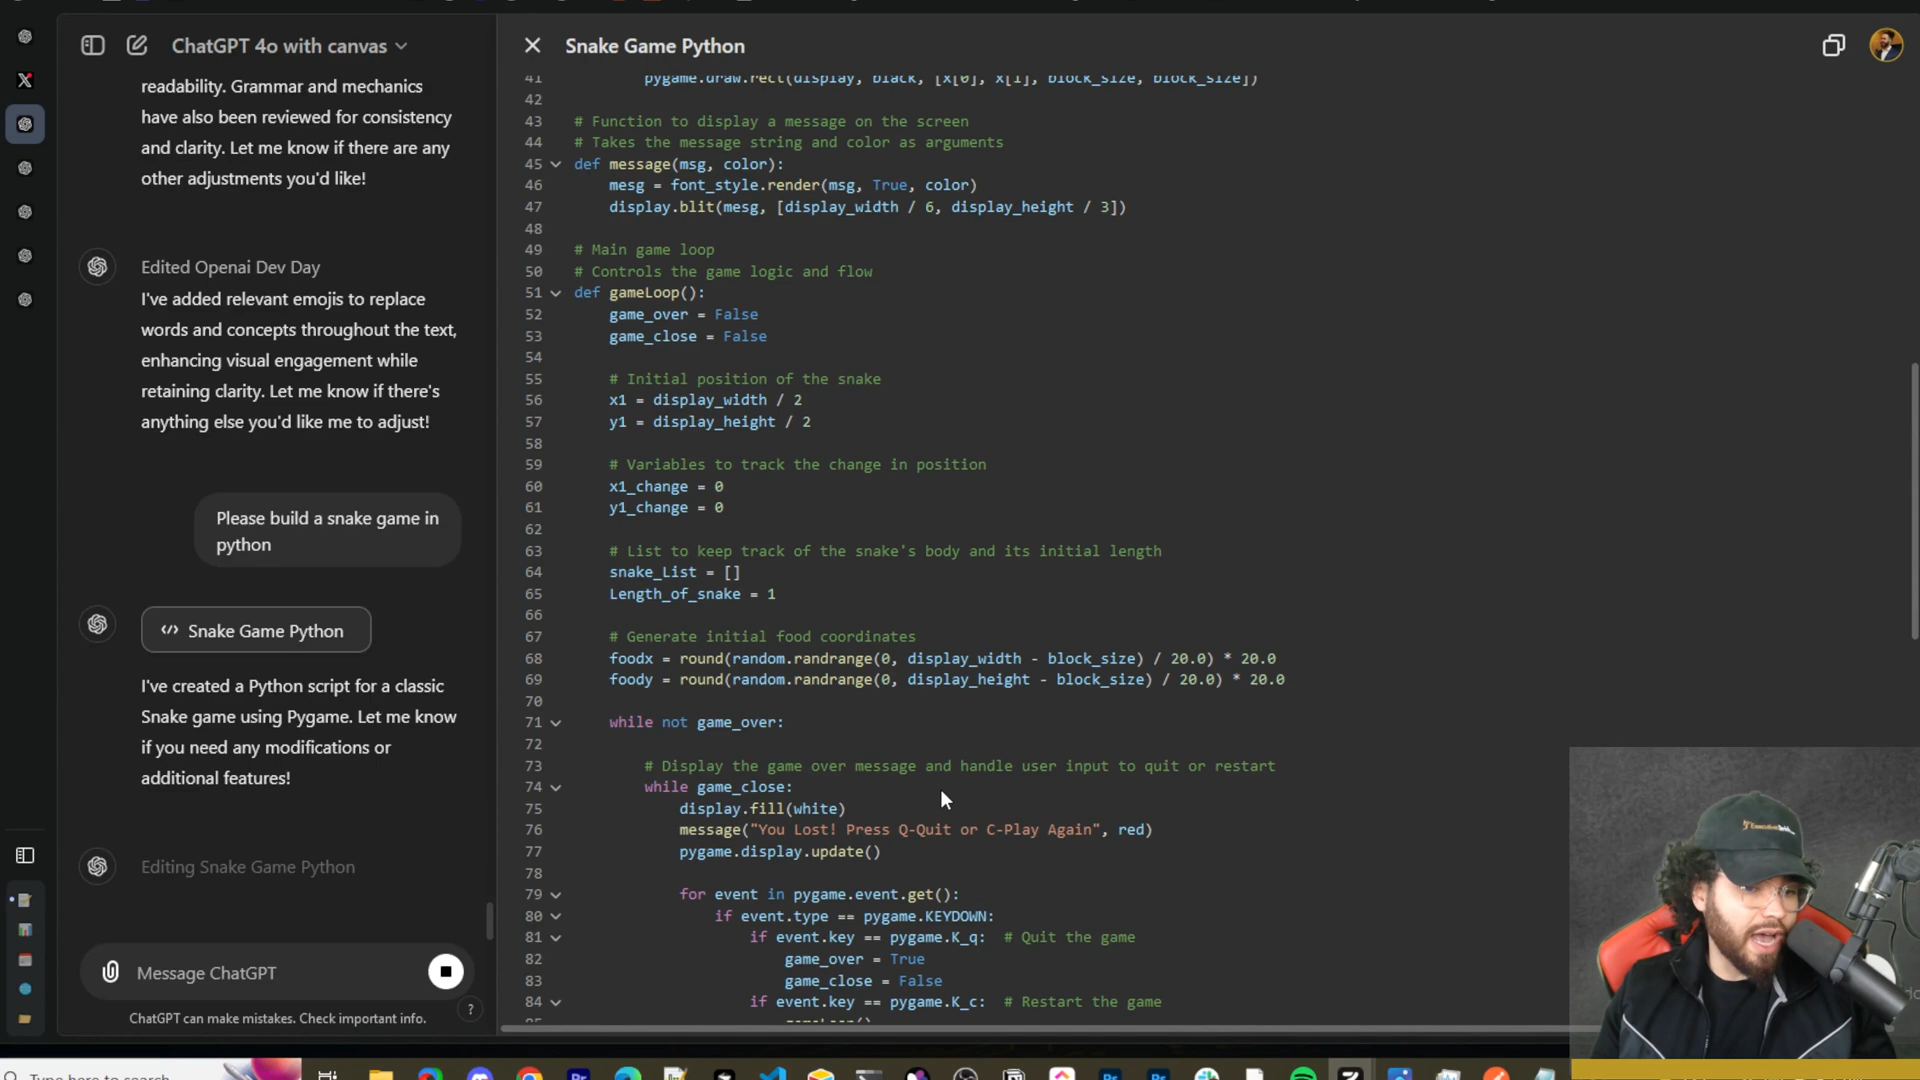 ChatGPT 4o with canvas
readability. Grammar and mechanics
have also been reviewed for consistency
and clarity. Let me know if there are any
other adjustments you'd like!
Edited Openai Dev Day
I've added relevant emojis to replace
words and concepts throughout the text,
enhancing visual engagement while
retaining clarity. Let me know if there's
anything else you'd like me to adjust!
Please build a snake game in
python
Snake Game Python
I've created a Python script for a classic
Snake game using Pygame. Let me know
if you need any modifications or
additional features!
Editing Snake Game Python
Message ChatGPT
ChatGPT can make mistakes. Check important info.
?
Snake Game Python
41 pygame.draw.rect(display, black, [x[0], x[1], block_size, block_size])
42
43 # Function to display a message on the screen
44 # Takes the message string and color as arguments
45 def message(msg, color):
46 mesg = font_style.render(msg, True, color)
47 display.blit(mesg, [display_width / 6, display_height / 3])
48
49 # Main game loop
50 # Controls the game logic and flow
51 def gameLoop():
52 game_over = False
53 game_close = False
54
55 # Initial position of the snake
56 x1 = display_width / 2
57 y1 = display_height / 2
58
59 # Variables to track the change in position
60 x1_change = 0
61 y1_change = 0
62
63 # List to keep track of the snake's body and its initial length
64 snake_List = []
65 Length_of_snake = 1
66
67 # Generate initial food coordinates
68 foodx = round(random.randrange(0, display_width - block_size) / 20.0) * 20.0
69 foody = round(random.randrange(0, display_height - block_size) / 20.0) * 20.0
70
71 while not game_over:
72
73 # Display the game over message and handle user input to quit or restart
74 while game_close:
75 display.fill(white)
76 message("You Lost! Press Q-Quit or C-Play Again", red)
77 pygame.display.update()
78
79 for event in pygame.event.get():
80 if event.type == pygame.KEYDOWN:
81 if event.key == pygame.K_q: # Quit the game
82 game_over = True
83 game_close = False
84 if event.key == pygame.K_c: # Restart the game
Type here to search